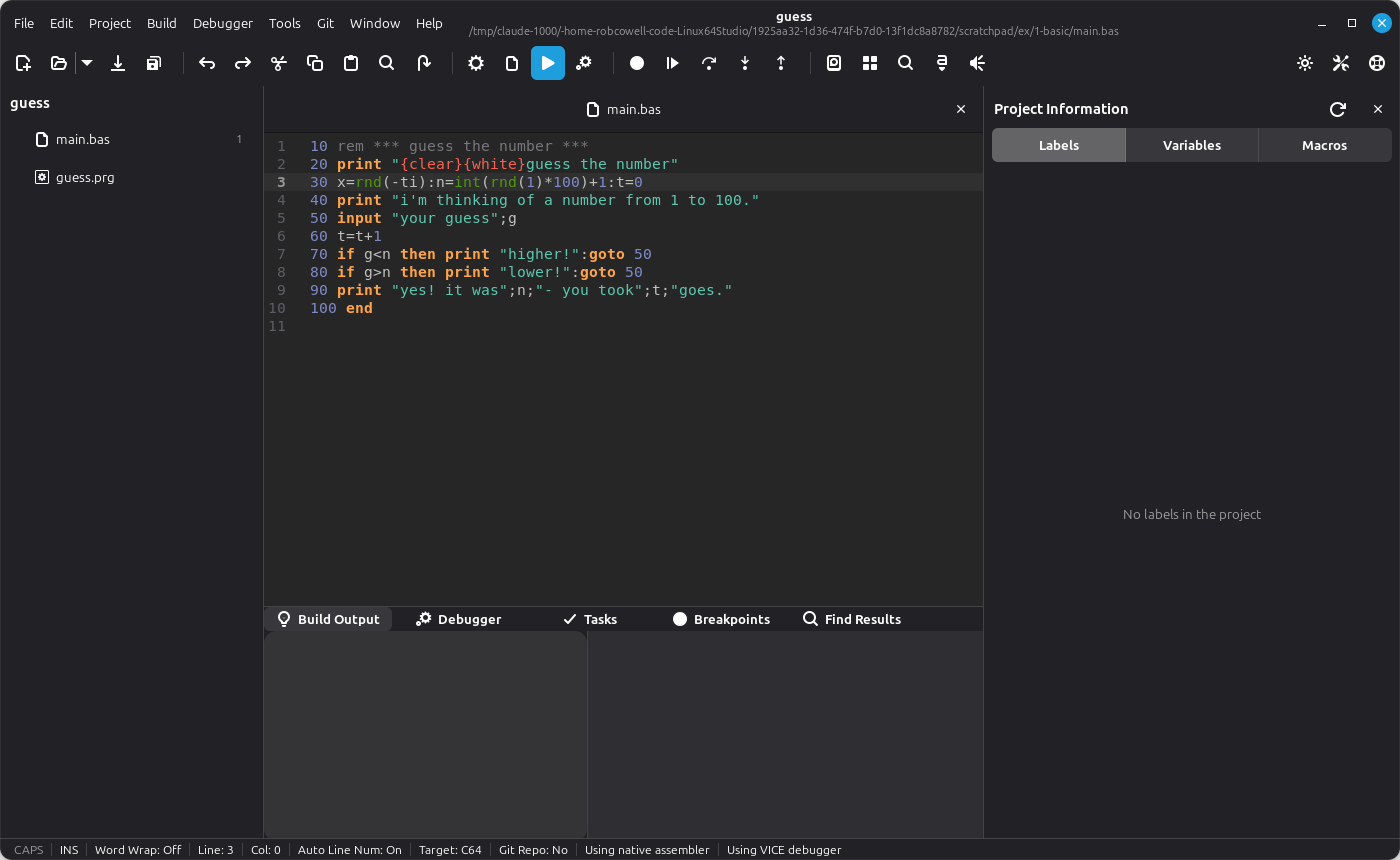 File Edit Project Build Debugger Tools Git Window Help
guess
/tmp/claude-1000/-home-robcowell-code-Linux64Studio/1925aa32-1d36-474f-b7d0-13f1dc8a8782/scratchpad/ex/1-basic/main.bas
guess
main.bas 1
guess.prg
main.bas
1 10 rem *** guess the number ***
2 20 print "{clear}{white}guess the number"
3 30 x=rnd(-ti):n=int(rnd(1)*100)+1:t=0
4 40 print "i'm thinking of a number from 1 to 100."
5 50 input "your guess";g
6 60 t=t+1
7 70 if g<n then print "higher!":goto 50
8 80 if g>n then print "lower!":goto 50
9 90 print "yes! it was";n;"- you took";t;"goes."
10 100 end
11
Project Information
Labels Variables Macros
No labels in the project
Build Output Debugger Tasks Breakpoints Find Results
CAPS INS Word Wrap: Off Line: 3 Col: 0 Auto Line Num: On Target: C64 Git Repo: No Using native assembler Using VICE debugger